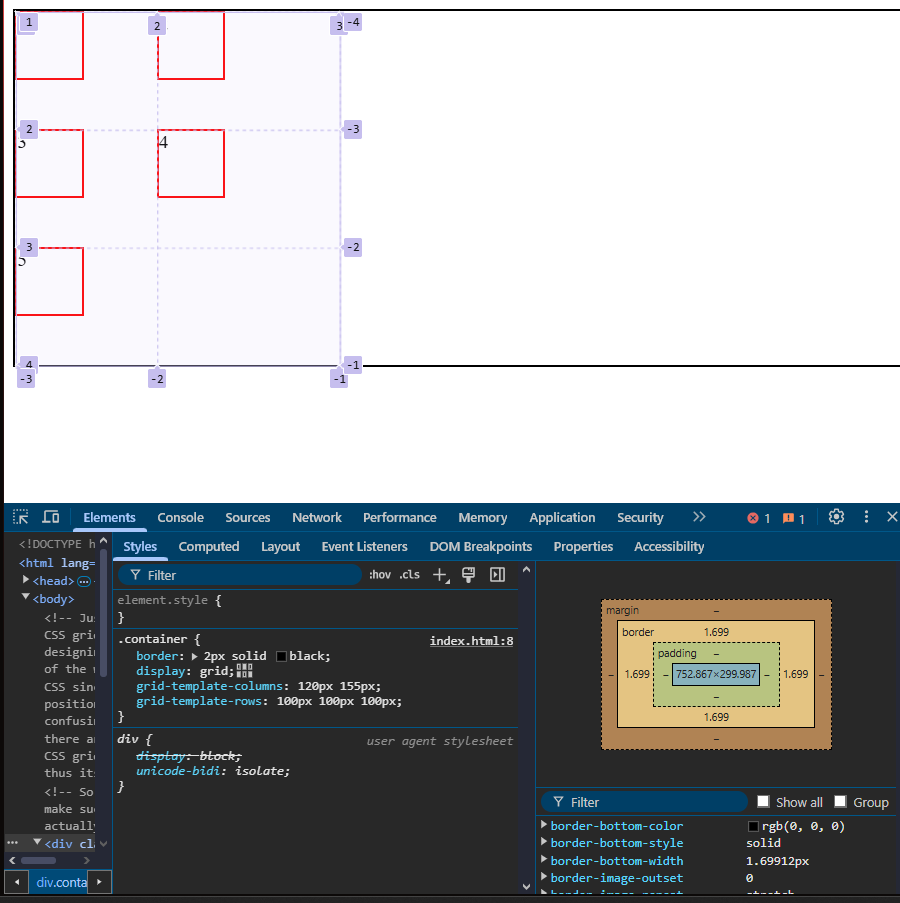 1 2 3 -4
2 -3
3 4
3 -2
5
4 -1
-3 -2 -1
Elements Console Sources Network Performance Memory Application Security 1 1
<!DOCTYPE h
<html lang=
<head>
<body>
<!-- Ju
CSS gri
designi
of the w
CSS sin
positio
confusi
there a
CSS gri
thus its
<!-- So
make su
actuall
<div cl
div.conta
Styles Computed Layout Event Listeners DOM Breakpoints Properties Accessibility
Filter :hov .cls
element.style {
}
.container { index.html:8
border: 2px solid black;
display: grid;
grid-template-columns: 120px 155px;
grid-template-rows: 100px 100px 100px;
}
div { user agent stylesheet
display: block;
unicode-bidi: isolate;
}
margin –
border 1.699
padding –
– 1.699 – 752.867×299.987 – 1.699 –
–
1.699
–
Filter Show all Group
border-bottom-color rgb(0, 0, 0)
border-bottom-style solid
border-bottom-width 1.69912px
border-image-outset 0
border-image-repeat stretch